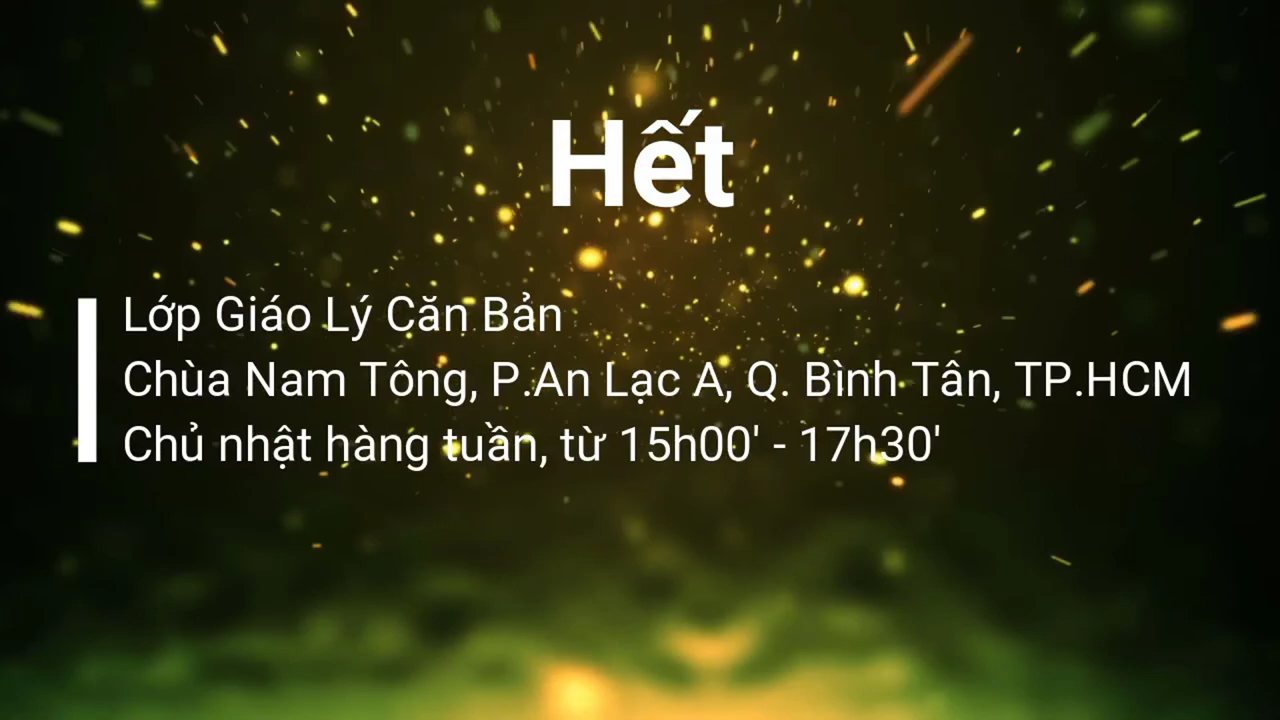 Hết
Lớp Giáo Lý Căn Bản
Chùa Nam Tông, P.An Lạc A, Q. Bình Tân, TP.HCM
Chủ nhật hàng tuần, từ 15h00' - 17h30'